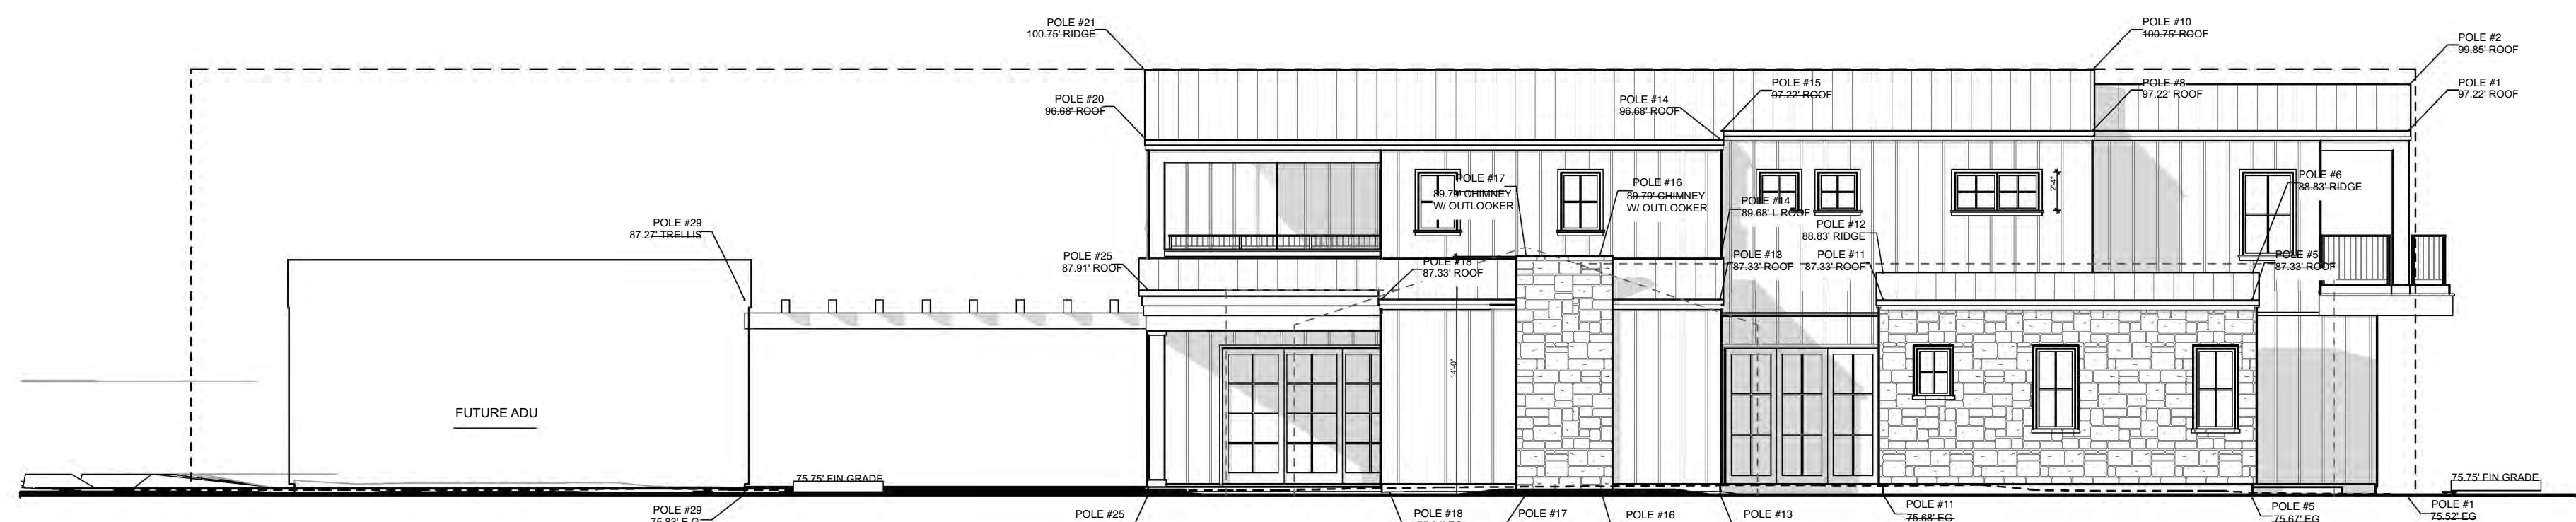 POLE #21
100.75' RIDGE
POLE #10
100.75' ROOF
POLE #2
99.85' ROOF
POLE #20
96.68' ROOF
POLE #14
96.68' ROOF
POLE #15
97.22' ROOF
POLE #8
97.22' ROOF
POLE #1
97.22' ROOF
POLE #17
89.79' CHIMNEY
W/ OUTLOOKER
POLE #16
89.79' CHIMNEY
W/ OUTLOOKER
2'-4"
POLE #6
88.83' RIDGE
POLE #14
89.68' L ROOF
POLE #12
88.83' RIDGE
POLE #29
87.27' TRELLIS
POLE #25
87.91' ROOF
POLE #18
87.33' ROOF
POLE #13
87.33' ROOF
POLE #11
87.33' ROOF
POLE #5
87.33' ROOF
14'-0"
FUTURE ADU
75.75' FIN GRADE
75.75' FIN GRADE
POLE #29
75.83' E.G
POLE #25
POLE #18
POLE #17
POLE #16
POLE #13
POLE #11
75.68' EG
POLE #5
75.67' EG
POLE #1
75.52' EG